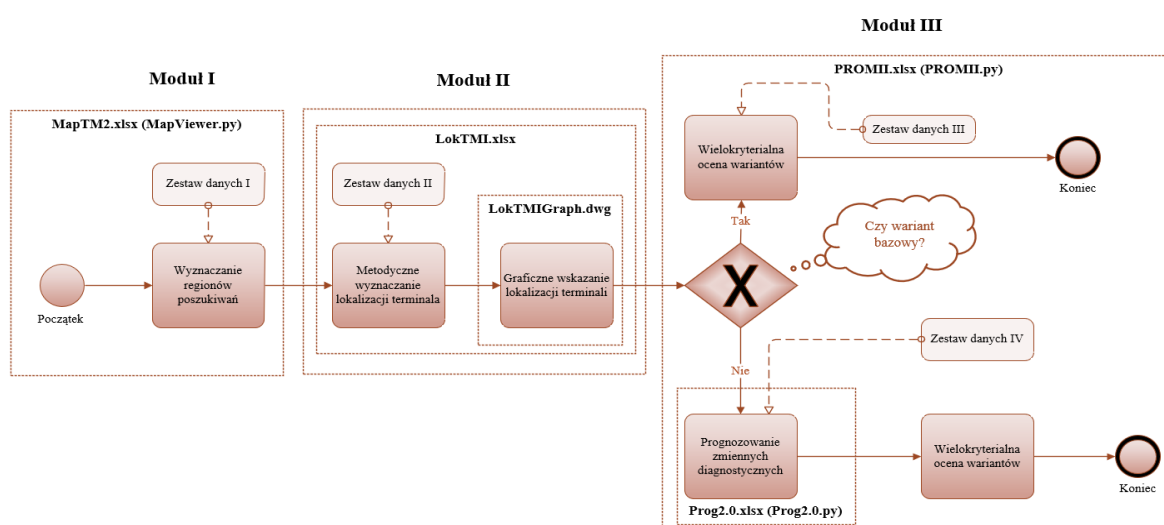 Moduł I
MapTM2.xlsx (MapViewer.py)
Zestaw danych I
Początek
Wyznaczanie
regionów
poszukiwań
Moduł II
LokTMI.xlsx
Zestaw danych II
Metodyczne
wyznaczanie
lokalizacji terminala
LokTMIGraph.dwg
Graficzne wskazanie
lokalizacji terminali
Moduł III
PROMII.xlsx (PROMII.py)
Zestaw danych III
Wielokryterialna
ocena wariantów
Koniec
Tak
Czy wariant
bazowy?
X
Zestaw danych IV
Nie
Prognozowanie
zmiennych
diagnostycznych
Wielokryterialna
ocena wariantów
Koniec
Prog2.0.xlsx (Prog2.0.py)